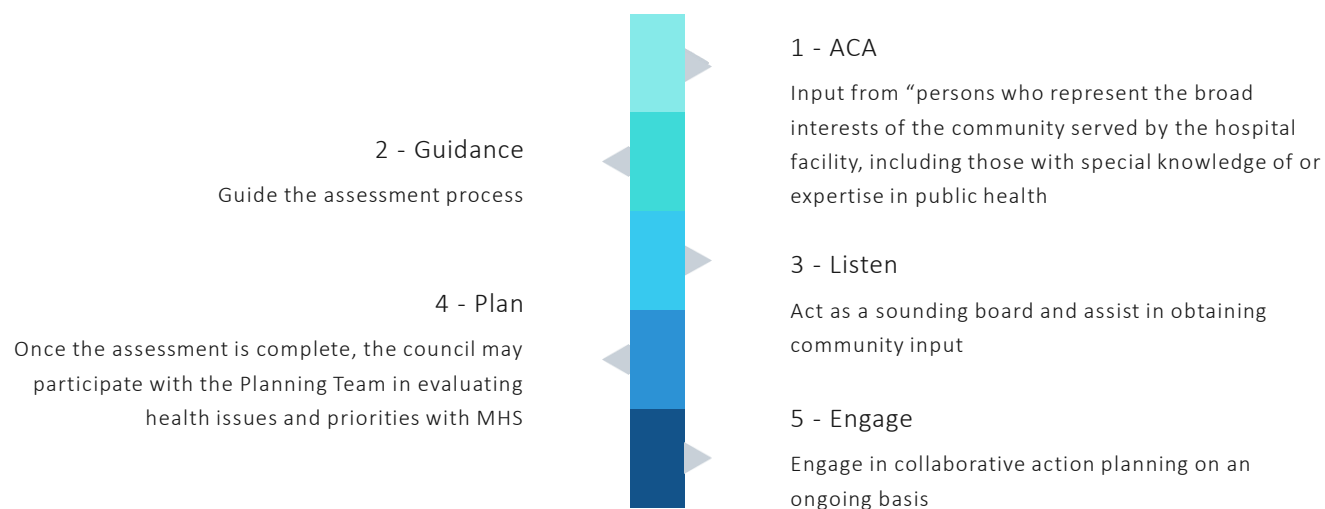 1 - ACA
Input from “persons who represent the broad
interests of the community served by the hospital
facility, including those with special knowledge of or
expertise in public health
2 - Guidance
Guide the assessment process
3 - Listen
Act as a sounding board and assist in obtaining
community input
4 - Plan
Once the assessment is complete, the council may
participate with the Planning Team in evaluating
health issues and priorities with MHS
5 - Engage
Engage in collaborative action planning on an
ongoing basis